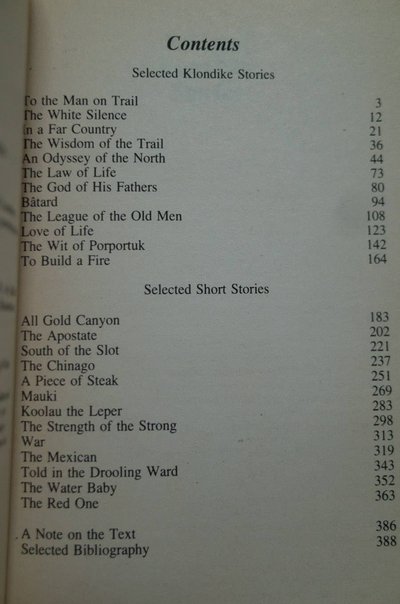 Contents
Selected Klondike Stories
To the Man on Trail 3
The White Silence 12
In a Far Country 21
The Wisdom of the Trail 36
An Odyssey of the North 44
The Law of Life 73
The God of His Fathers 80
Bâtard 94
The League of the Old Men 108
Love of Life 123
The Wit of Porportuk 142
To Build a Fire 164
Selected Short Stories
All Gold Canyon 183
The Apostate 202
South of the Slot 221
The Chinago 237
A Piece of Steak 251
Mauki 269
Koolau the Leper 283
The Strength of the Strong 298
War 313
The Mexican 319
Told in the Drooling Ward 343
The Water Baby 352
The Red One 363
A Note on the Text 386
Selected Bibliography 388